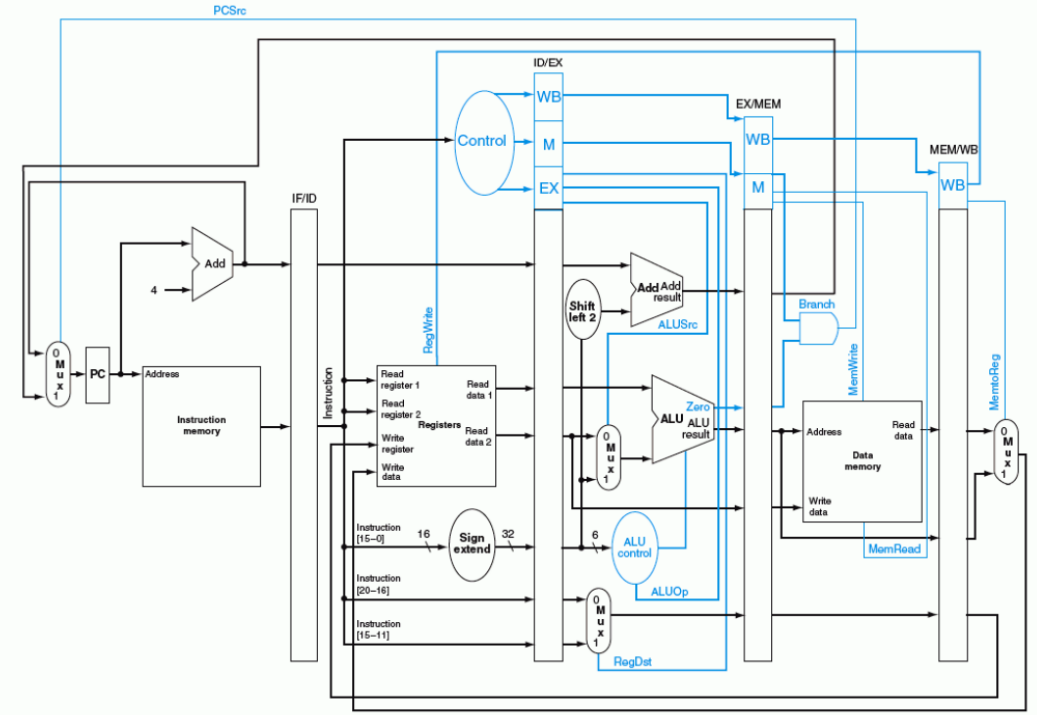 PCSrc
ID/EX
WB
EX/MEM
Control
M
WB
MEM/WB
EX
M
WB
IF/ID
Add
4
Add Add
result
Shift
left 2
Branch
ALUSrc
RegWrite
MemWrite
MemtoReg
0
M
u
x
1
PC
Address
Instruction
memory
Instruction
Read
register 1
Read
data 1
Read
register 2
Registers
Write
register
Read
data 2
Write
data
Zero
ALU
ALU
result
0
M
u
x
1
Address
Read
data
Data
memory
Write
data
0
M
u
x
1
Instruction
[15–0]
16
Sign
extend
32
6
ALU
control
MemRead
Instruction
[20–16]
ALUOp
0
M
u
x
1
Instruction
[15–11]
RegDst